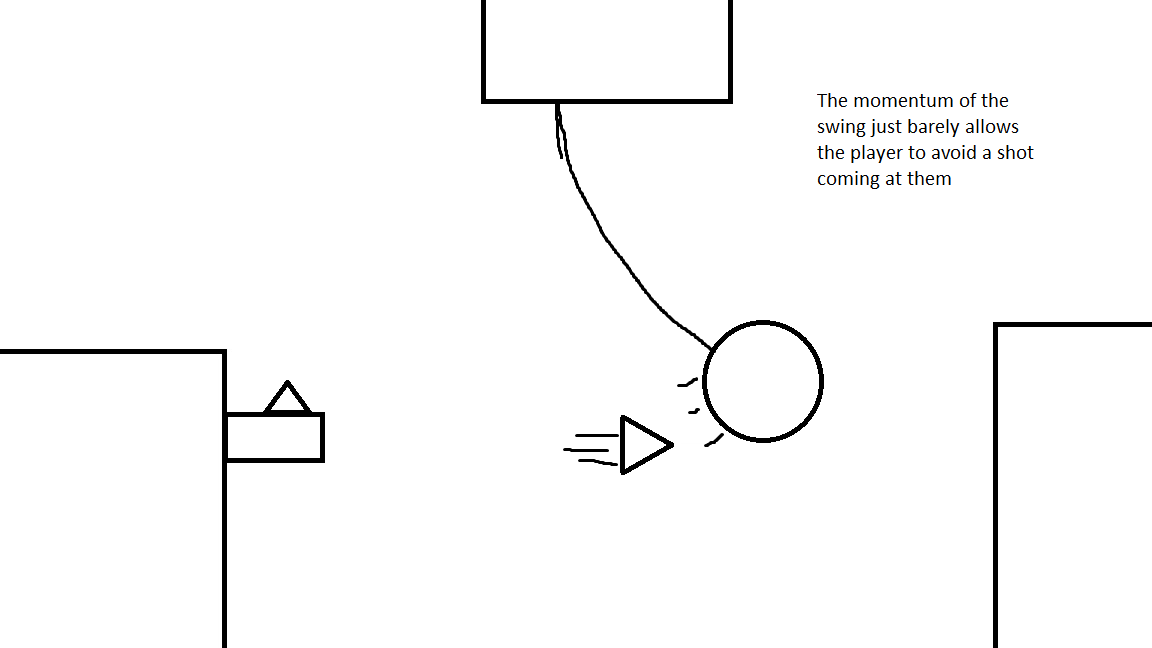 The momentum of the
swing just barely allows
the player to avoid a shot
coming at them